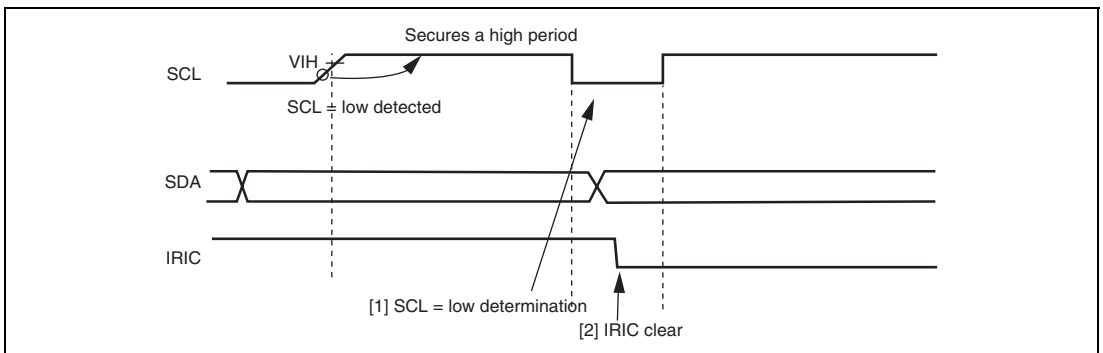 Secures a high period
VIH
SCL
SCL = low detected
SDA
IRIC
[1] SCL = low determination
[2] IRIC clear